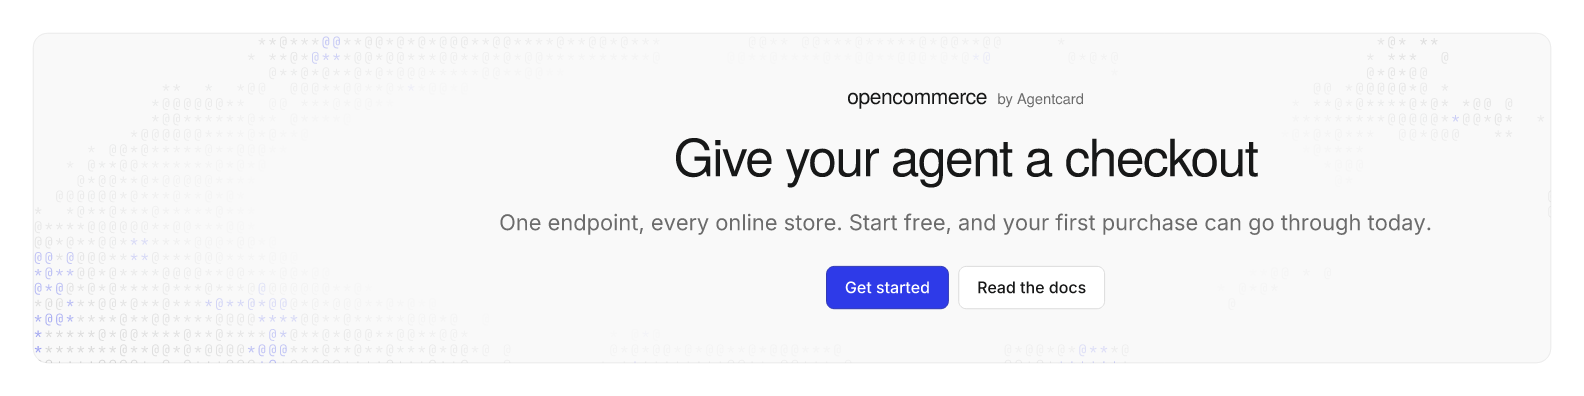 opencommerce by Agentcard
Give your agent a checkout
One endpoint, every online store. Start free, and your first purchase can go through today.
Get started Read the docs